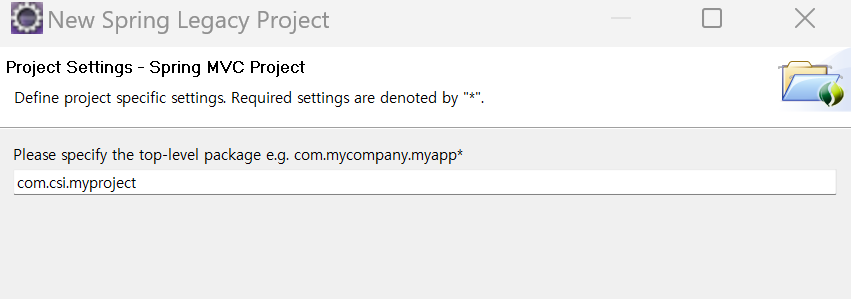 New Spring Legacy Project
Project Settings - Spring MVC Project
Define project specific settings. Required settings are denoted by "*".
Please specify the top-level package e.g. com.mycompany.myapp*
com.csi.myproject